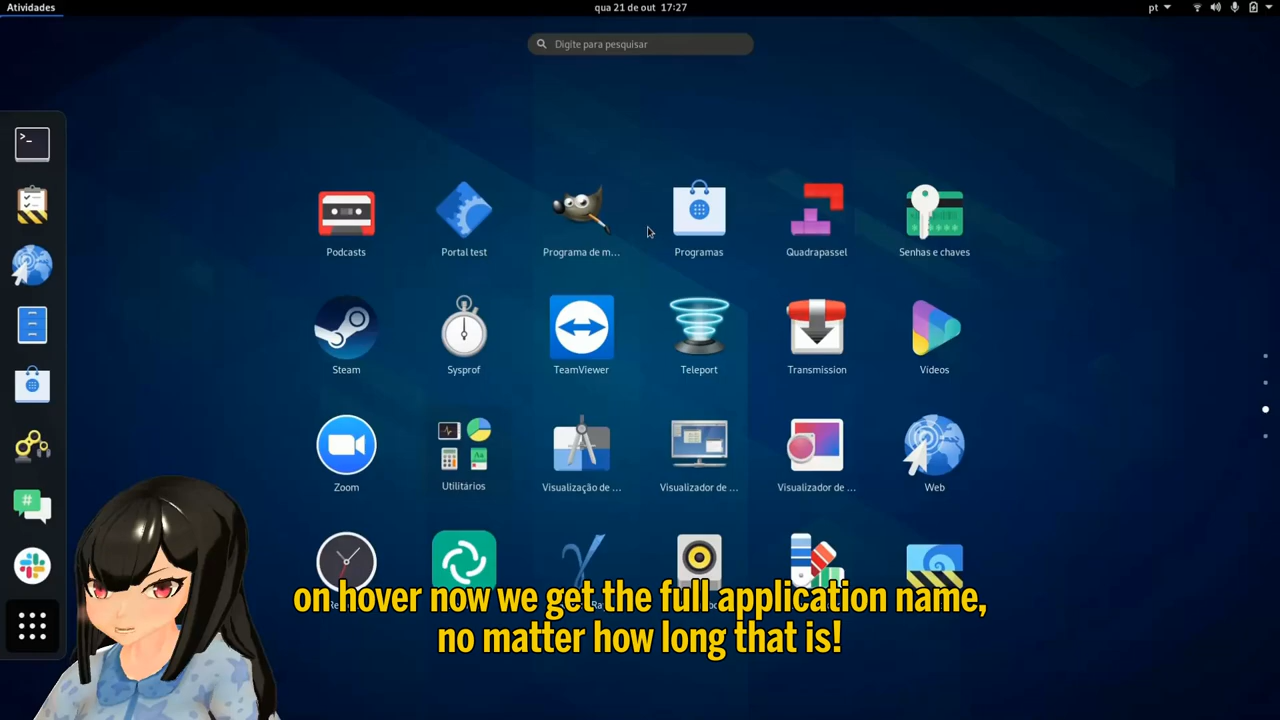 Atividades
qua 21 de out 17:27
pt
Digite para pesquisar
Podcasts
Portal test
Programa de m...
Programas
Quadrapassel
Senhas e chaves
Steam
Sysprof
TeamViewer
Teleport
Transmission
Vídeos
Zoom
Utilitários
Visualização de ...
Visualizador de ...
Visualizador de ...
Web
on hover now we get the full application name,
no matter how long that is!